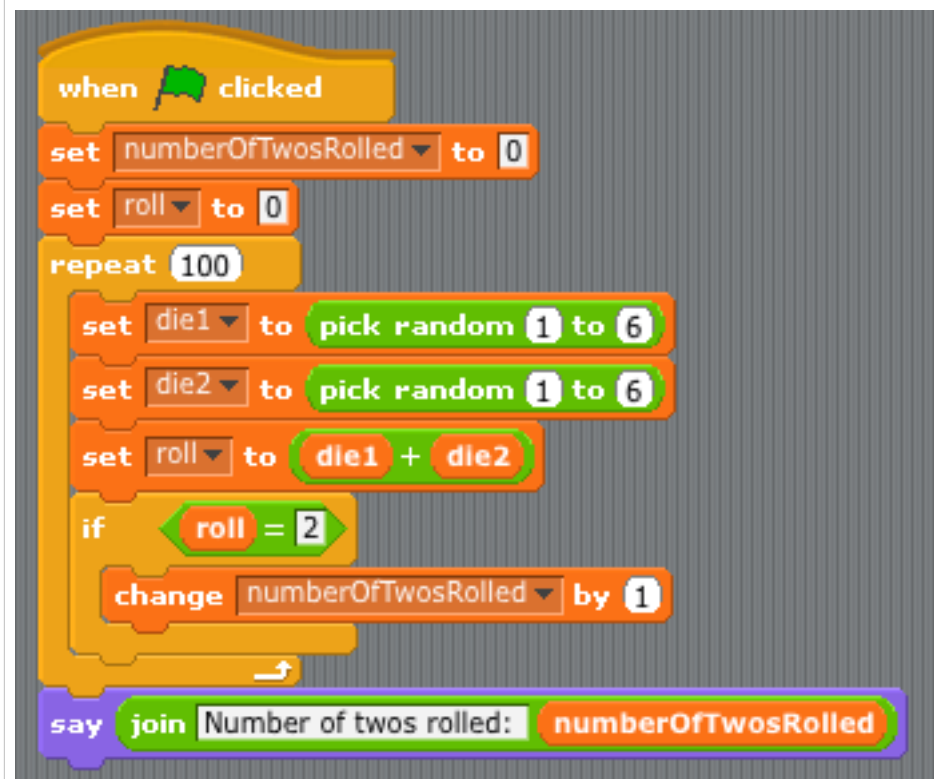 when clicked
set numberOfTwosRolled to 0
set roll to 0
repeat 100
set die1 to pick random 1 to 6
set die2 to pick random 1 to 6
set roll to die1 + die2
if roll = 2
change numberOfTwosRolled by 1
say join Number of twos rolled: numberOfTwosRolled